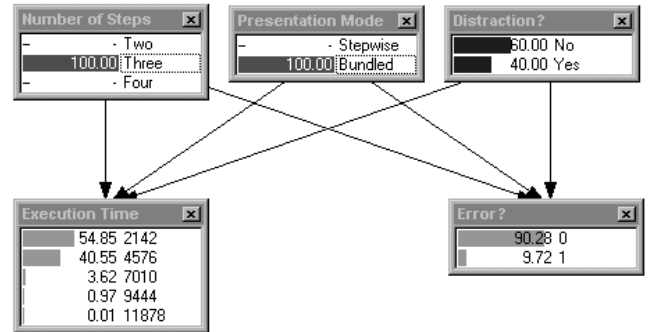 Number of Steps
- - Two
100.00 Three
- - Four
Presentation Mode
- - Stepwise
100.00 Bundled
Distraction?
60.00 No
40.00 Yes
Execution Time
54.85 2142
40.55 4576
3.62 7010
0.97 9444
0.01 11878
Error?
90.28 0
9.72 1